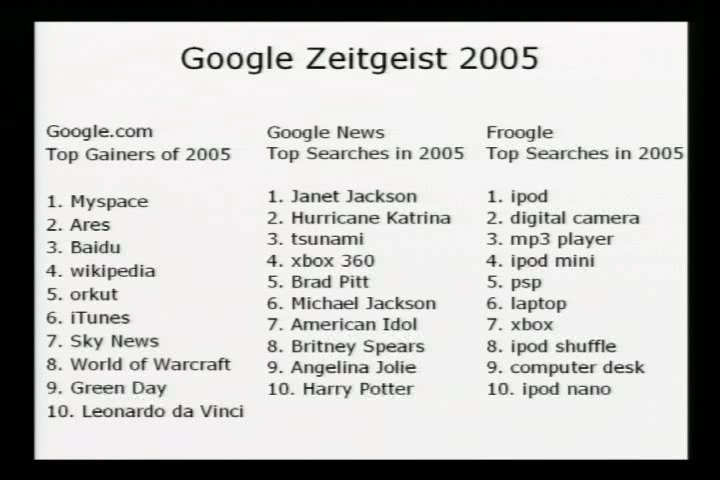 Google Zeitgeist 2005
Google.com
Top Gainers of 2005
1. Myspace
2. Ares
3. Baidu
4. wikipedia
5. orkut
6. iTunes
7. Sky News
8. World of Warcraft
9. Green Day
10. Leonardo da Vinci
Google News
Top Searches in 2005
1. Janet Jackson
2. Hurricane Katrina
3. tsunami
4. xbox 360
5. Brad Pitt
6. Michael Jackson
7. American Idol
8. Britney Spears
9. Angelina Jolie
10. Harry Potter
Froogle
Top Searches in 2005
1. ipod
2. digital camera
3. mp3 player
4. ipod mini
5. psp
6. laptop
7. xbox
8. ipod shuffle
9. computer desk
10. ipod nano